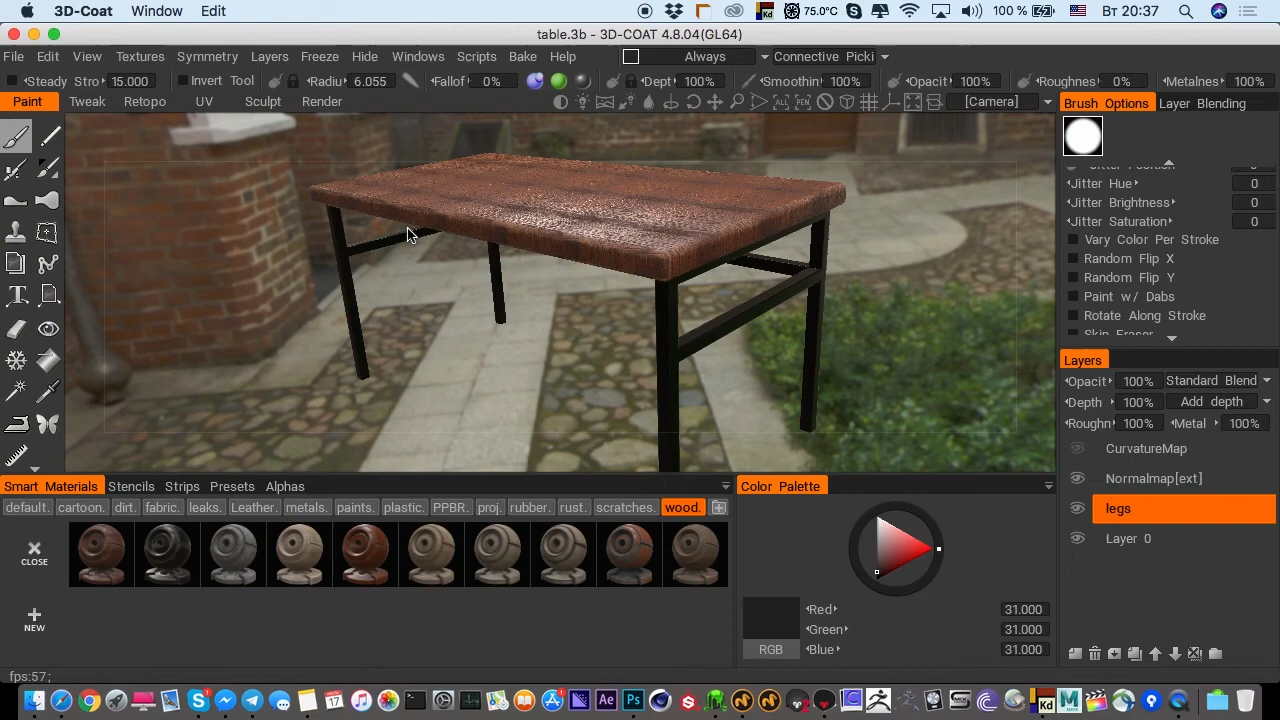 3D-Coat Window Edit 75.0°C 100 % Вт 20:37
table.3b - 3D-COAT 4.8.04(GL64)
File Edit View Textures Symmetry Layers Freeze Hide Windows Scripts Bake Help Always Connective Picki
Steady Stro 15.000 Invert Tool Radiu 6.055 Fallof 0% Dept 100% Smoothin 100% Opacit 100% Roughnes 0% Metalnes 100%
Paint Tweak Retopo UV Sculpt Render ALL PEN [Camera] Brush Options Layer Blending
Jitter Hue 0
Jitter Brightness 0
Jitter Saturation 0
Vary Color Per Stroke
Random Flip X
Random Flip Y
Paint w/ Dabs
Rotate Along Stroke
Layers
Opacit 100% Standard Blend
Depth 100% Add depth
Roughn 100% Metal 100%
CurvatureMap
Normalmap[ext]
legs
Layer 0
Smart Materials Stencils Strips Presets Alphas Color Palette
default. cartoon. dirt. fabric. leaks. Leather. metals. paints. plastic. PPBR. proj. rubber. rust. scratches. wood.
CLOSE
NEW
Red 31.000
Green 31.000
RGB Blue 31.000
fps:57;